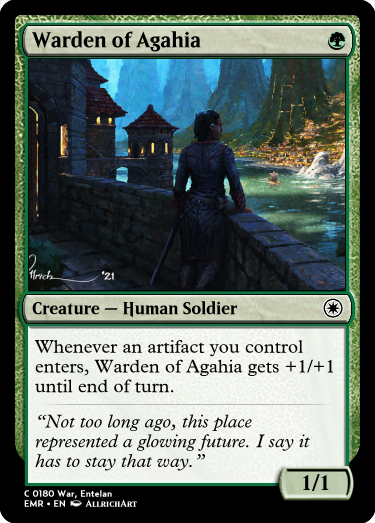 Warden of Agahia
'21
Creature — Human Soldier
Whenever an artifact you control
enters, Warden of Agahia gets +1/+1
until end of turn.
“Not too long ago, this place
represented a glowing future. I say it
has to stay that way.”
1/1
C 0180 War, Entelan
EMR • EN AllrichArt